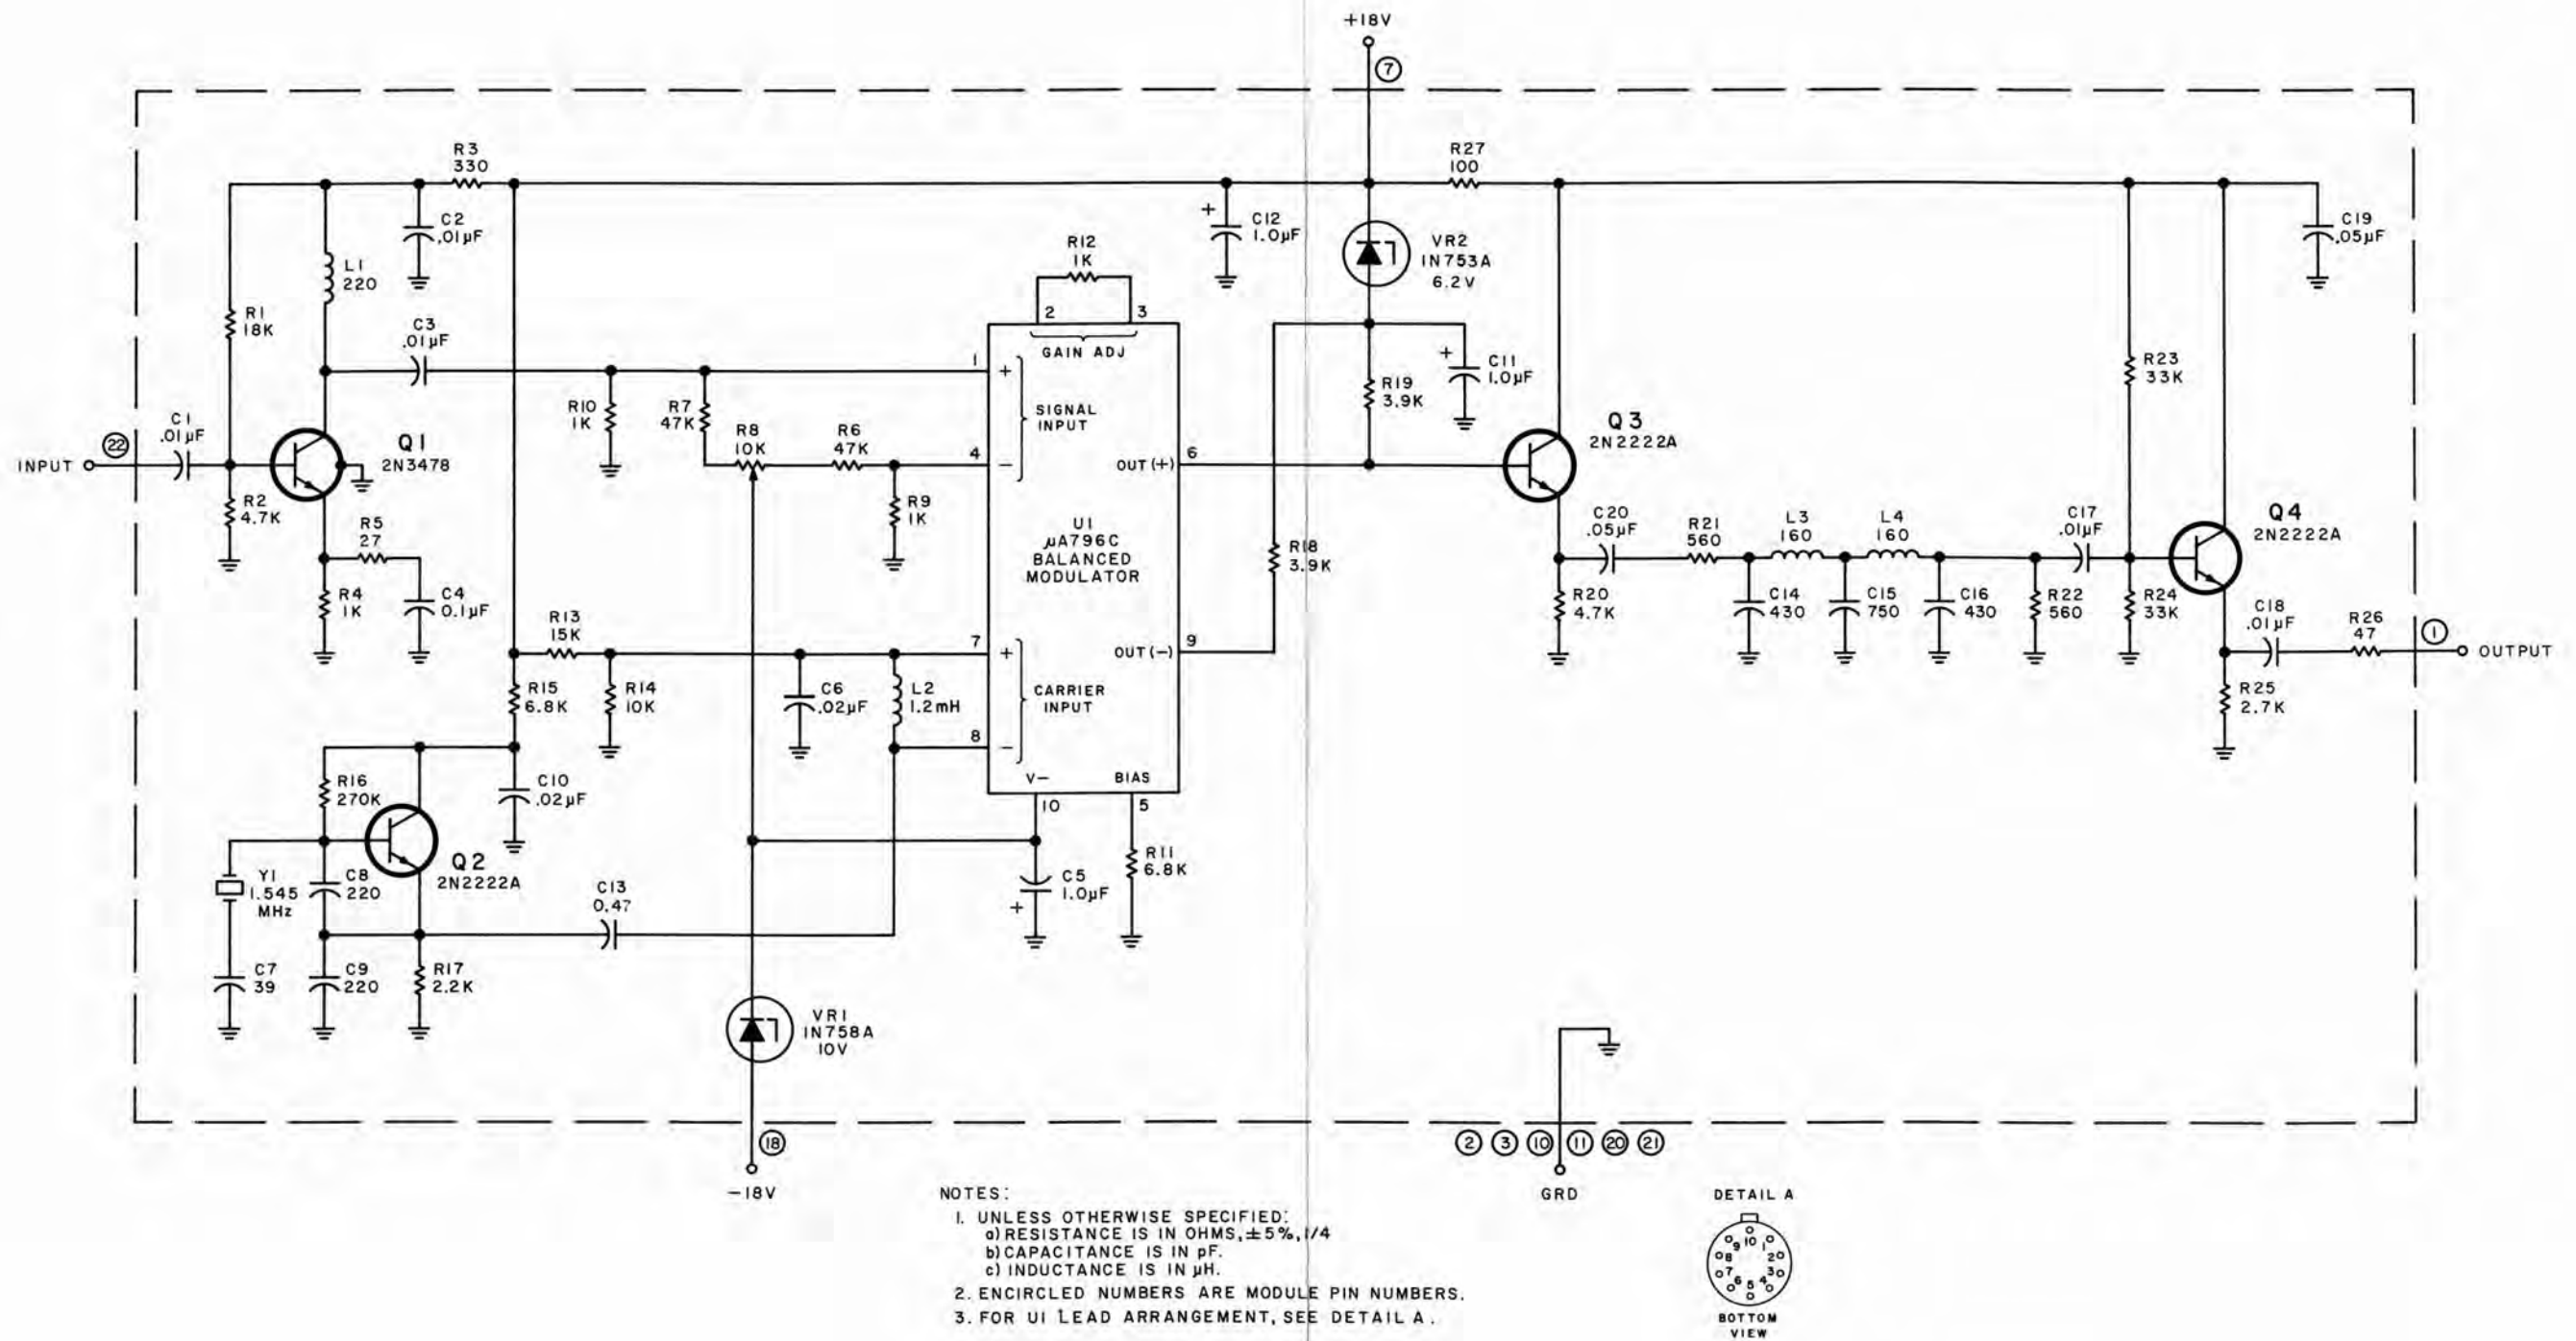 +18V
7
R3
330
R27
100
C2
.01µF
C12
1.0µF
C19
.05µF
+
L1
220
R12
1K
VR2
1N753A
6.2V
R1
18K
C3
.01µF
2
3
GAIN ADJ
1
+
R23
33K
C11
1.0µF
+
R19
3.9K
R10
1K
R7
47K
R8
10K
R6
47K
SIGNAL
INPUT
4
–
OUT (+)
6
Q3
2N2222A
INPUT
22
C1
.01µF
Q1
2N3478
R2
4.7K
R5
27
R9
1K
U1
µA796C
BALANCED
MODULATOR
R18
3.9K
C20
.05µF
R21
560
L3
160
L4
160
C17
.01µF
Q4
2N2222A
R4
1K
C4
0.1µF
R20
4.7K
C14
430
C15
750
C16
430
R22
560
R24
33K
C18
.01µF
R26
47
1
OUTPUT
R13
15K
7
+
OUT (–)
9
R15
6.8K
R14
10K
C6
.02µF
L2
1.2mH
CARRIER
INPUT
R25
2.7K
8
–
V–
BIAS
10
5
R16
270K
C10
.02µF
Q2
2N2222A
Y1
1.545
MHz
C8
220
C13
0.47
C5
1.0µF
+
R11
6.8K
C7
39
C9
220
R17
2.2K
VR1
1N758A
10V
18
–18V
2 3 10 11 20 21
GRD
NOTES:
1. UNLESS OTHERWISE SPECIFIED:
a) RESISTANCE IS IN OHMS, ±5%, 1/4
b) CAPACITANCE IS IN pF.
c) INDUCTANCE IS IN µH.
2. ENCIRCLED NUMBERS ARE MODULE PIN NUMBERS.
3. FOR U1 LEAD ARRANGEMENT, SEE DETAIL A.
DETAIL A
9 10 1
8 2
7 3
6 5 4
BOTTOM
VIEW